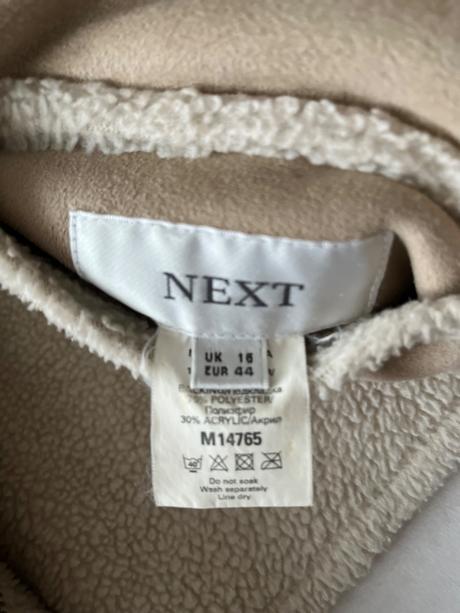 NEXT
UK 16
EUR 44
70% POLYESTER/
Полиэфир
30% ACRYLIC/Акрил
M14765
40°
Do not soak
Wash separately
Line dry